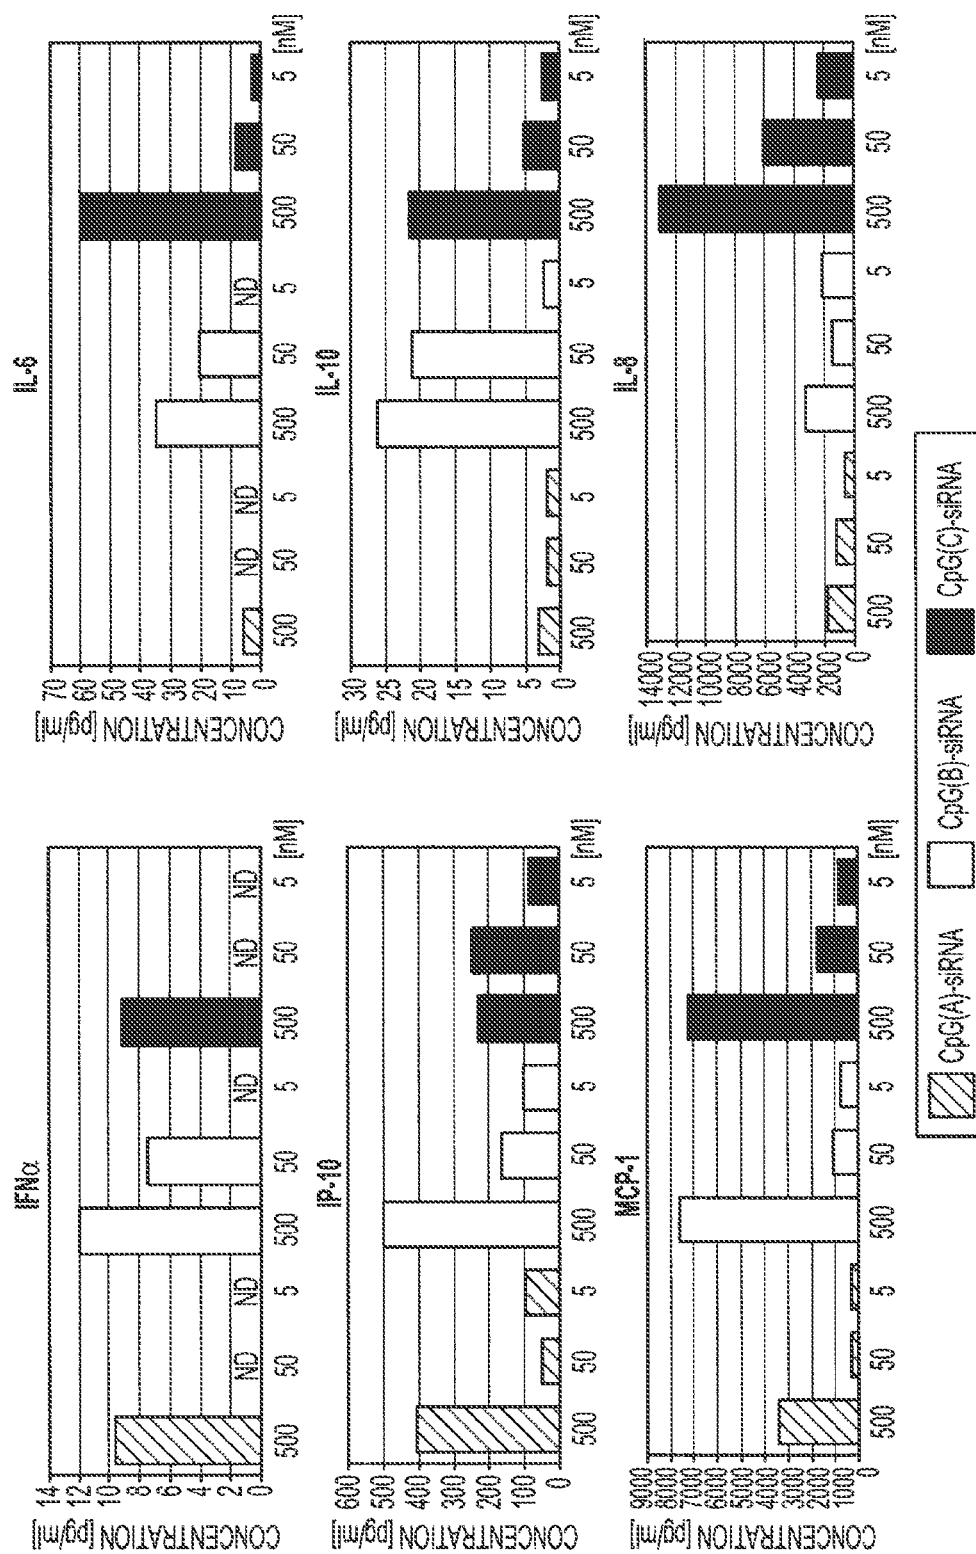 IFNα
CONCENTRATION [pg/ml]
14
12
10
8
6
4
2
0
ND ND ND ND ND
500 50 5 500 50 5 500 50 5 [nM]
IL-6
CONCENTRATION [pg/ml]
70
60
50
40
30
20
10
0
ND ND ND
500 50 5 500 50 5 500 50 5 [nM]
IP-10
CONCENTRATION [pg/ml]
600
500
400
300
200
100
0
500 50 5 500 50 5 500 50 5 [nM]
IL-10
CONCENTRATION [pg/ml]
30
25
20
15
10
5
0
500 50 5 500 50 5 500 50 5 [nM]
MCP-1
CONCENTRATION [pg/ml]
9000
8000
7000
6000
5000
4000
3000
2000
1000
0
500 50 5 500 50 5 500 50 5 [nM]
IL-8
CONCENTRATION [pg/ml]
14000
12000
10000
8000
6000
4000
2000
0
500 50 5 500 50 5 500 50 5 [nM]
CpG(A)-siRNA CpG(B)-siRNA CpG(C)-siRNA